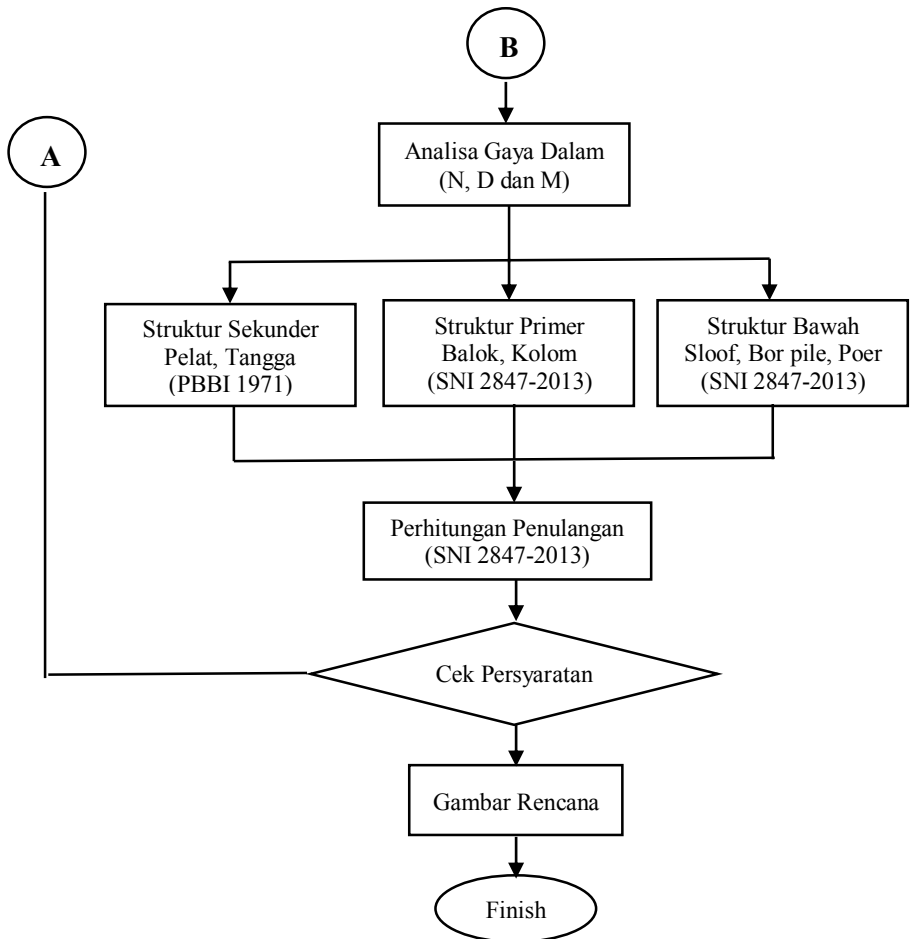 B
A
Analisa Gaya Dalam
(N, D dan M)
Struktur Sekunder
Pelat, Tangga
(PBBI 1971)
Struktur Primer
Balok, Kolom
(SNI 2847-2013)
Struktur Bawah
Sloof, Bor pile, Poer
(SNI 2847-2013)
Perhitungan Penulangan
(SNI 2847-2013)
Cek Persyaratan
Gambar Rencana
Finish